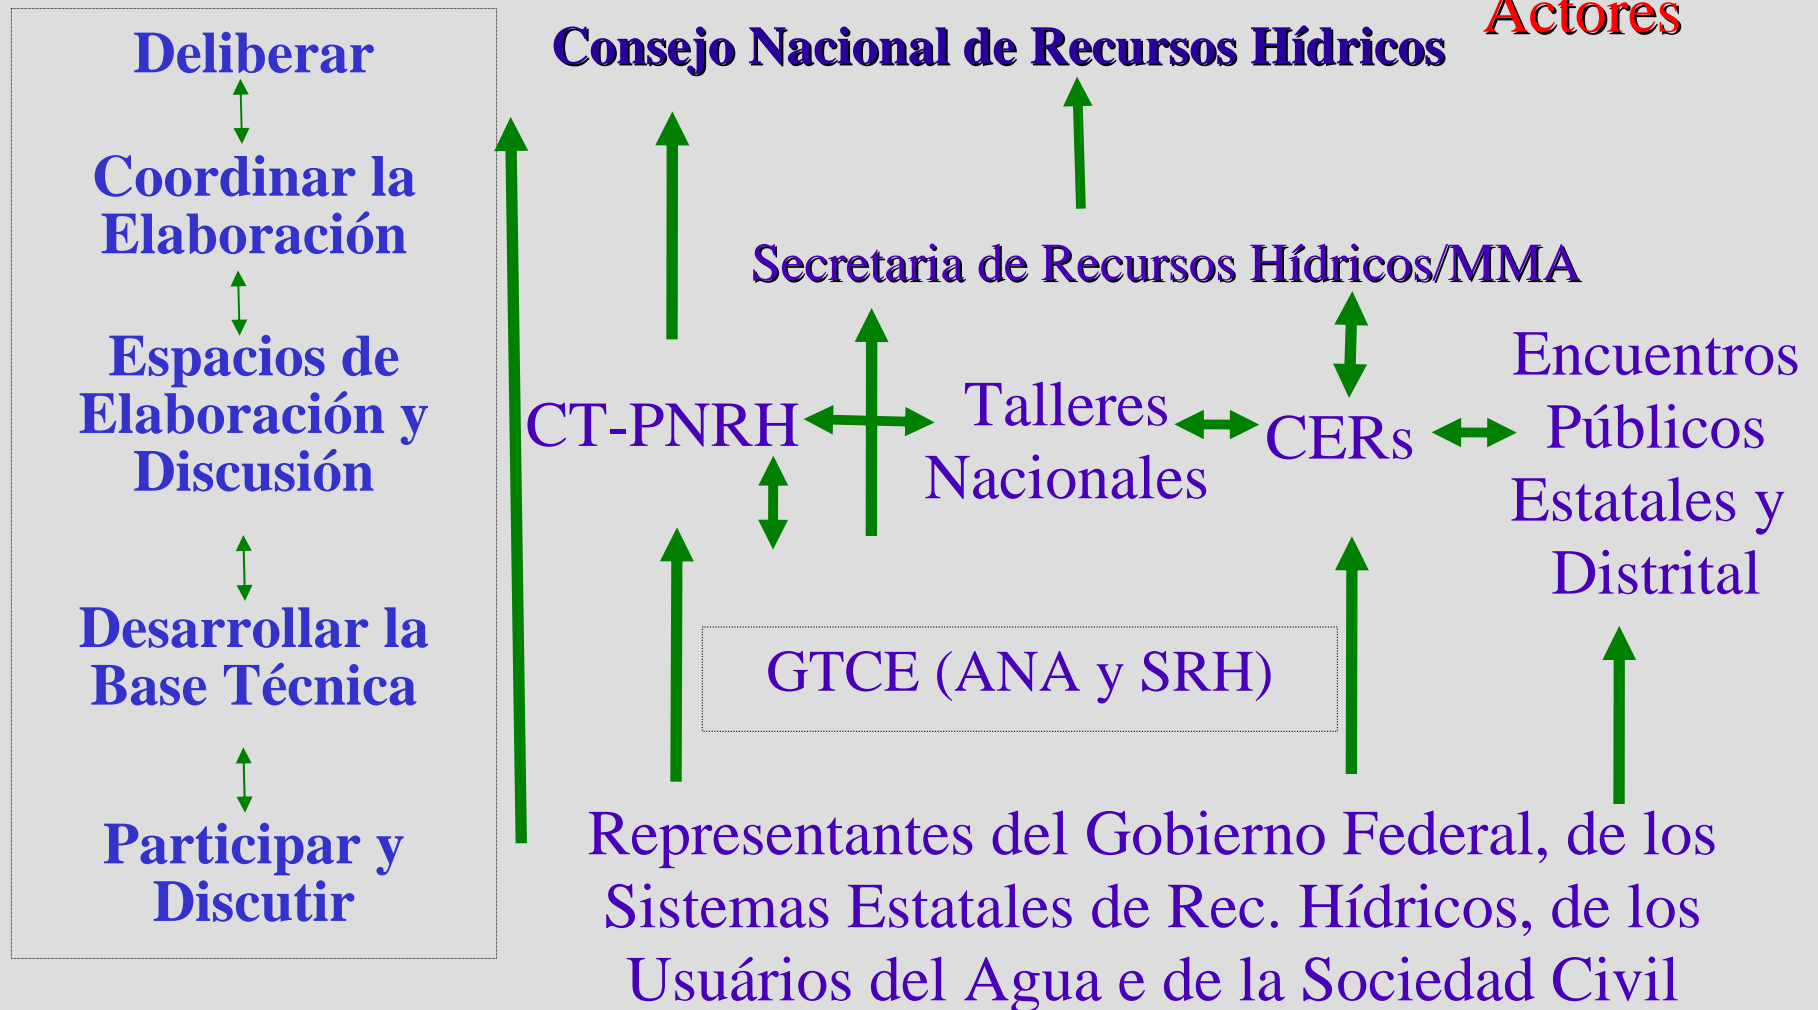 Actores
Deliberar
Coordinar la
Elaboración
Espacios de
Elaboración y
Discusión
Desarrollar la
Base Técnica
Participar y
Discutir
Consejo Nacional de Recursos Hídricos
Secretaria de Recursos Hídricos/MMA
CT-PNRH
Talleres
Nacionales
CERs
Encuentros
Públicos
Estatales y
Distrital
GTCE (ANA y SRH)
Representantes del Gobierno Federal, de los
Sistemas Estatales de Rec. Hídricos, de los
Usuários del Agua e de la Sociedad Civil